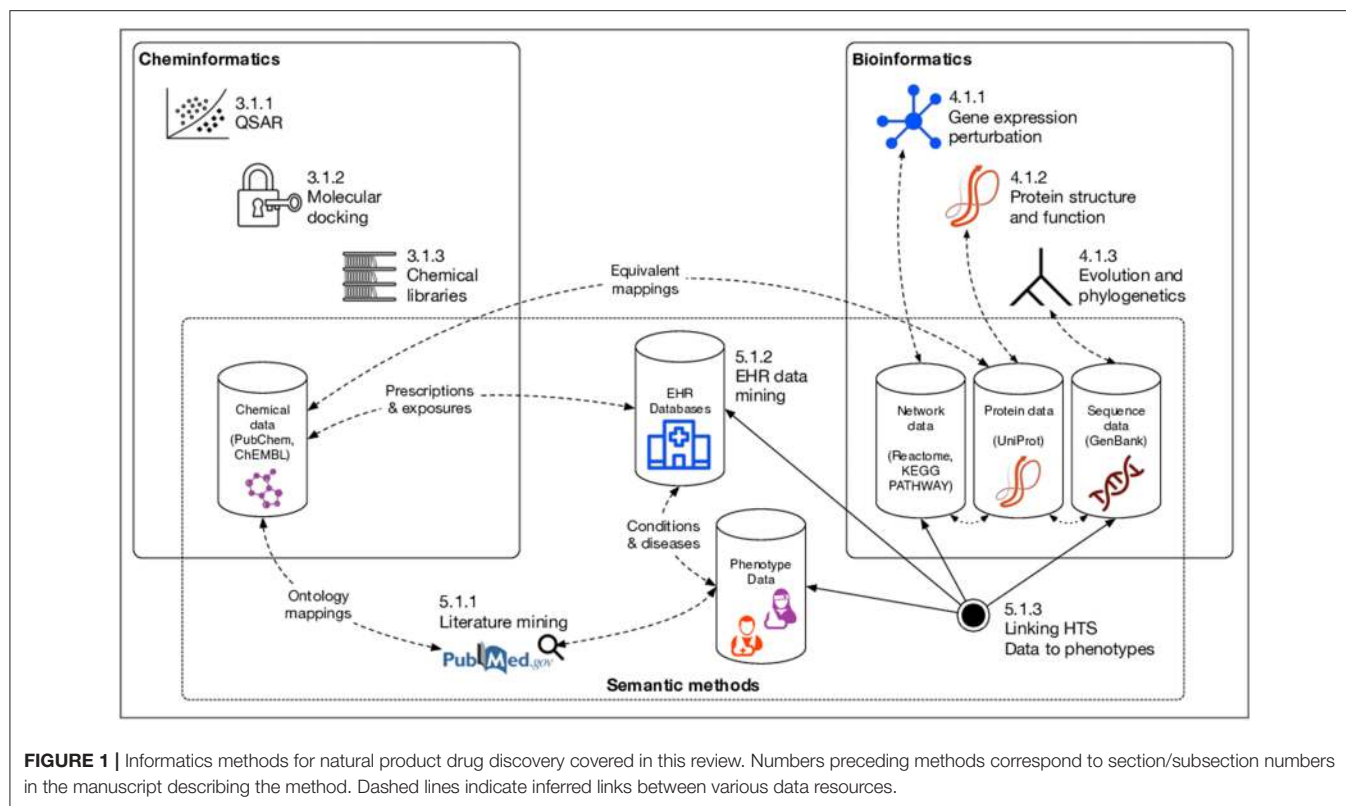 Cheminformatics
3.1.1
QSAR
3.1.2
Molecular
docking
3.1.3
Chemical
libraries
Bioinformatics
4.1.1
Gene expression
perturbation
4.1.2
Protein structure
and function
4.1.3
Evolution and
phylogenetics
Equivalent
mappings
Prescriptions
& exposures
Chemical
data
(PubChem,
ChEMBL)
EHR
Databases
5.1.2
EHR data
mining
Network
data
(Reactome,
KEGG
PATHWAY)
Protein data
(UniProt)
Sequence
data
(GenBank)
Conditions
& diseases
Phenotype
Data
Ontology
mappings
5.1.1
Literature mining
PubMed.gov
5.1.3
Linking HTS
Data to phenotypes
Semantic methods
FIGURE 1 | Informatics methods for natural product drug discovery covered in this review. Numbers preceding methods correspond to section/subsection numbers
in the manuscript describing the method. Dashed lines indicate inferred links between various data resources.